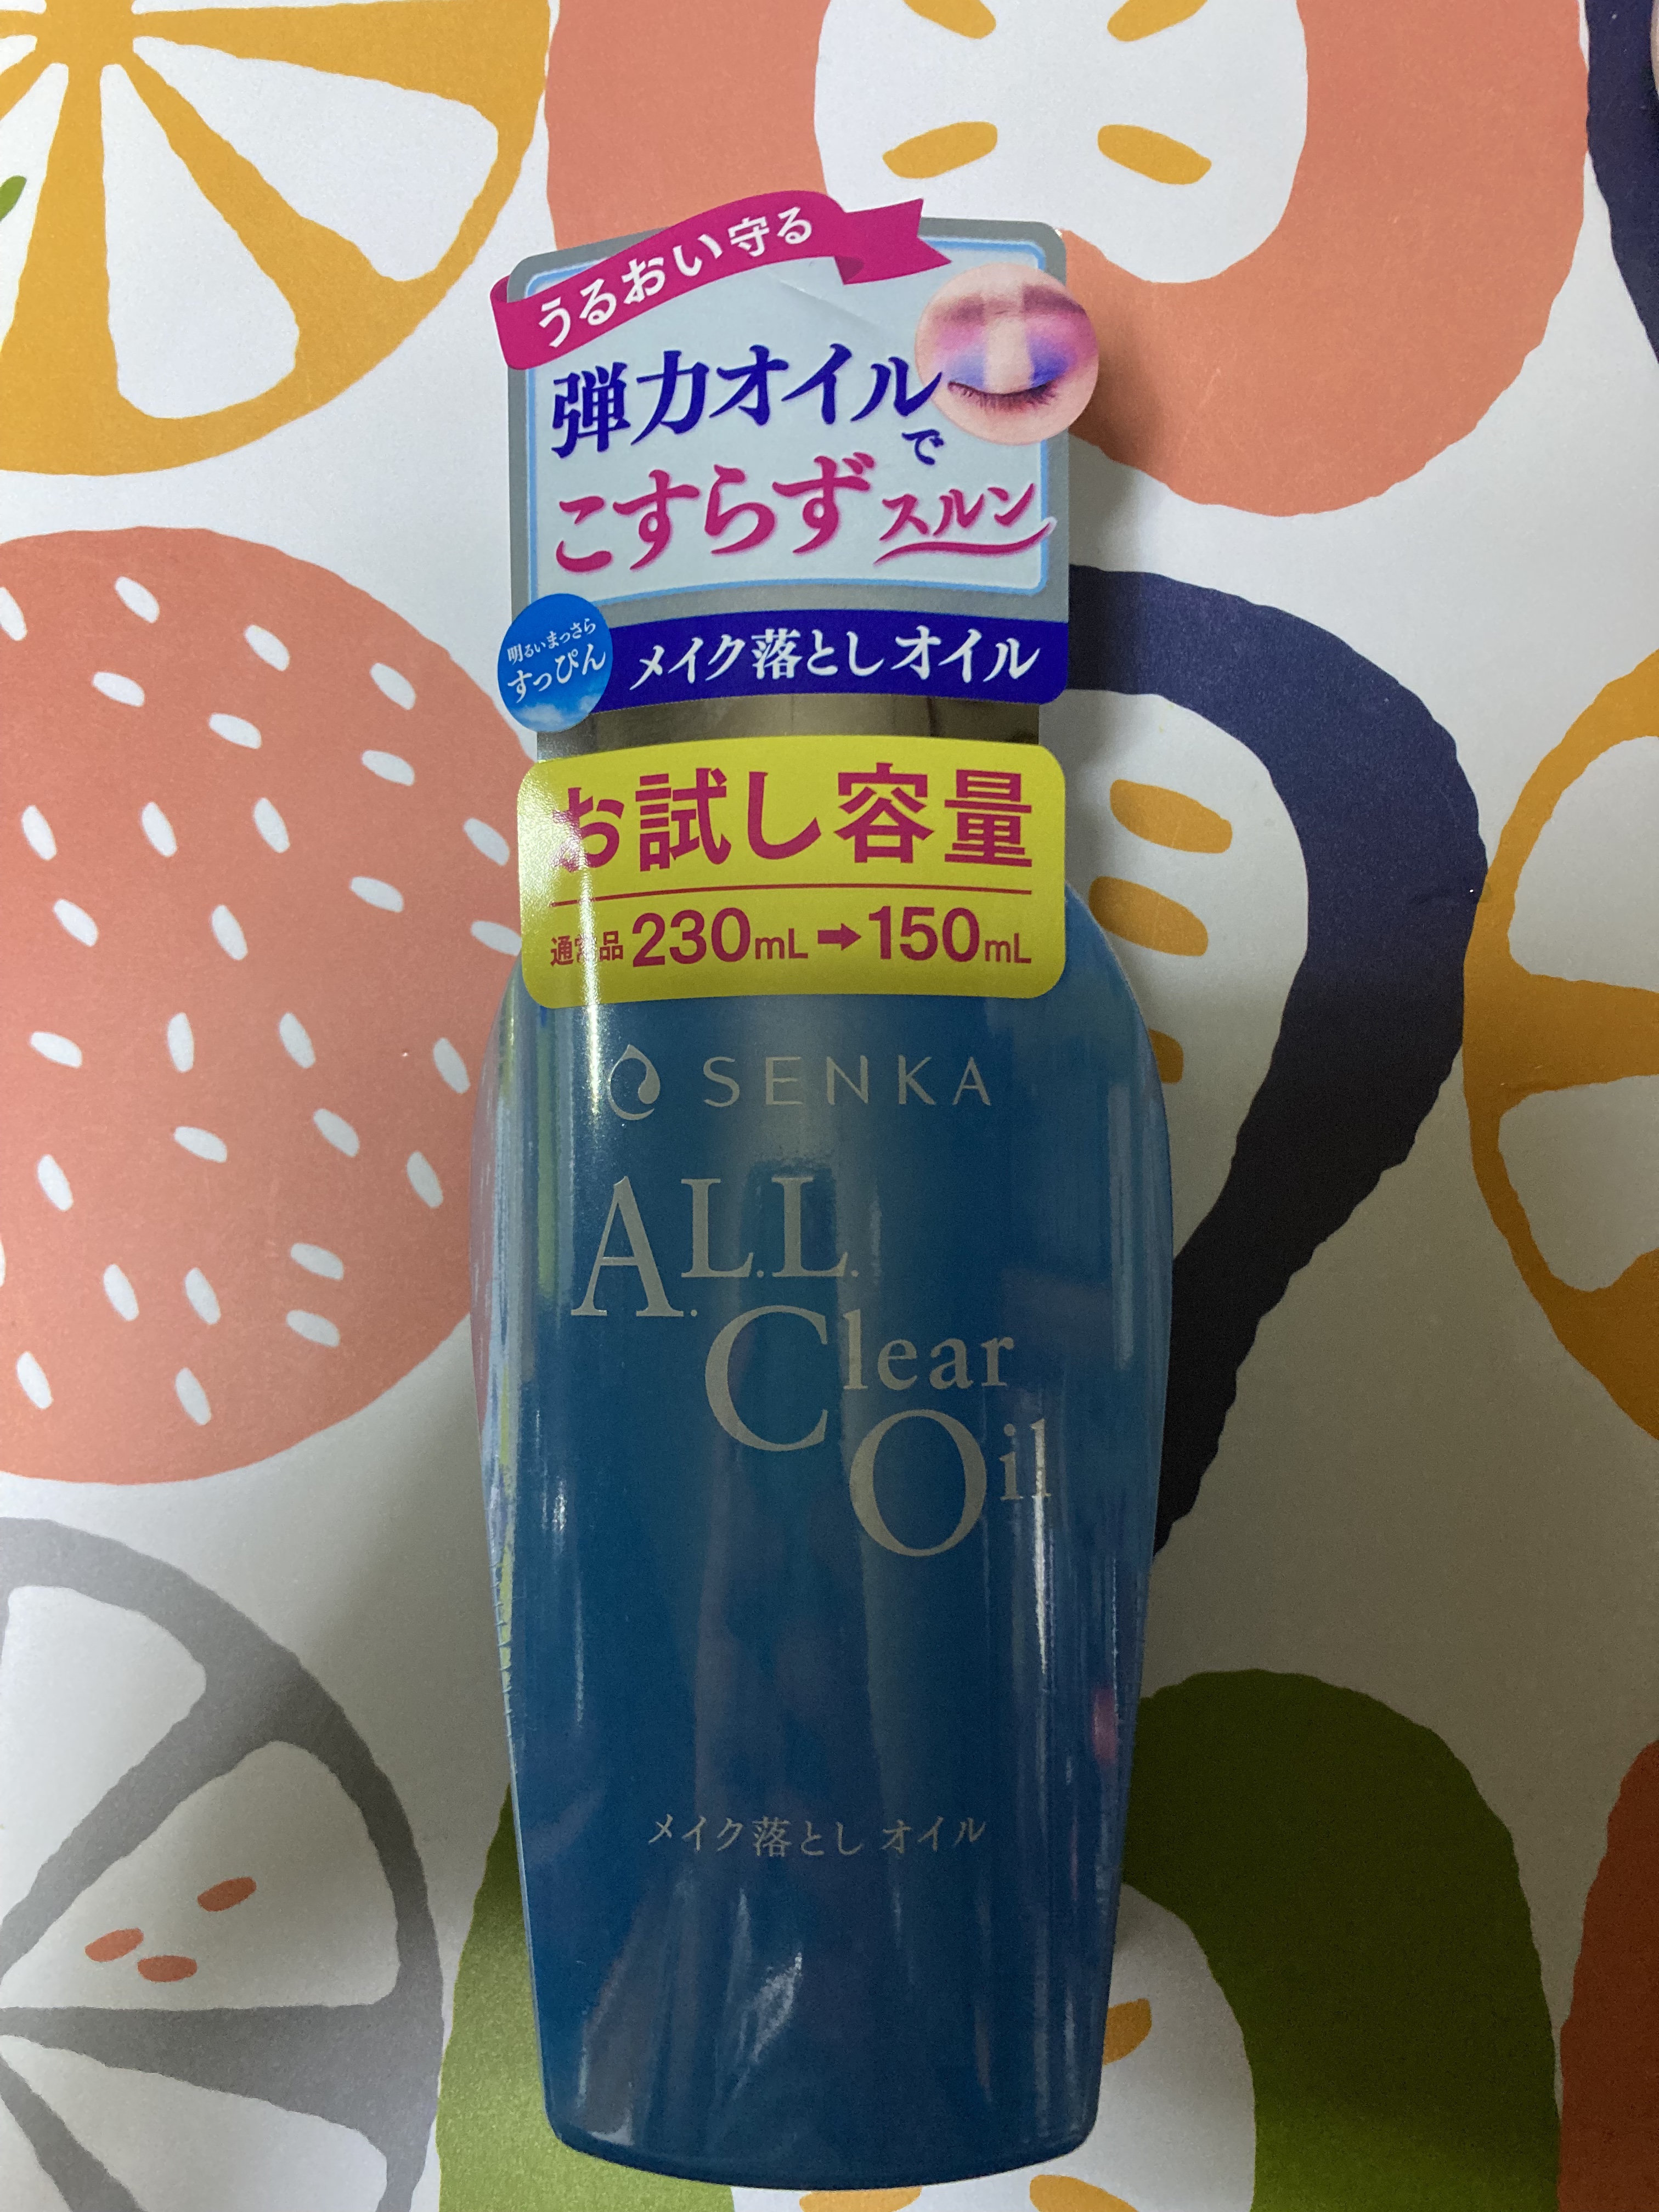 うるおい守る
弾力オイルで
こすらずスルン
明るいまっさら
すっぴん
メイク落としオイル
お試し容量
通常品230mL➡150mL
SENKA
A.L.L.
Clear
Oil
メイク落とし オイル